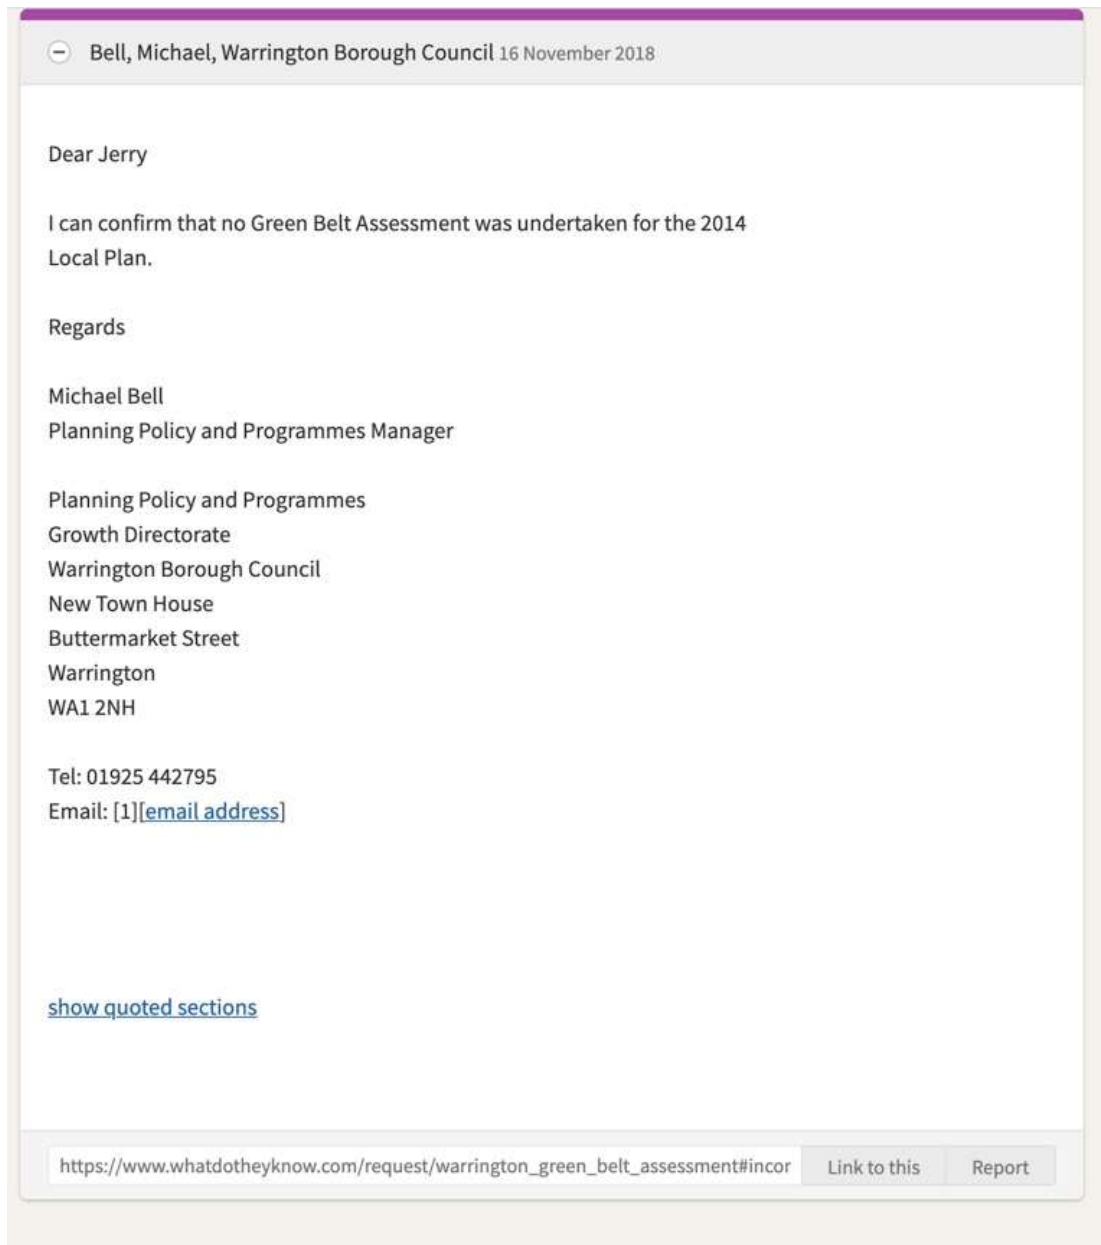 Bell, Michael, Warrington Borough Council 16 November 2018
Dear Jerry
I can confirm that no Green Belt Assessment was undertaken for the 2014
Local Plan.
Regards
Michael Bell
Planning Policy and Programmes Manager
Planning Policy and Programmes
Growth Directorate
Warrington Borough Council
New Town House
Buttermarket Street
Warrington
WA1 2NH
Tel: 01925 442795
Email: [1][email address]
show quoted sections
https://www.whatdotheyknow.com/request/warrington_green_belt_assessment#incor Link to this Report